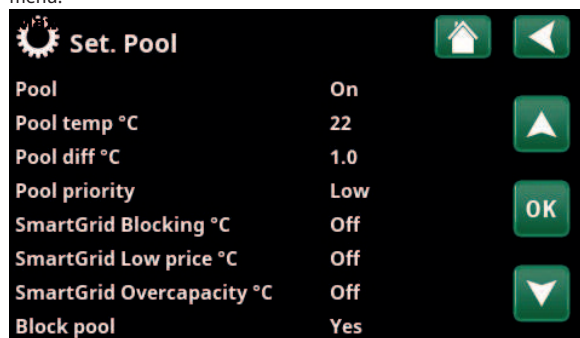 menu.
Set. Pool
Pool On
Pool temp °C 22
Pool diff °C 1.0
Pool priority Low
SmartGrid Blocking °C Off
SmartGrid Low price °C Off
SmartGrid Overcapacity °C Off
Block pool Yes
OK